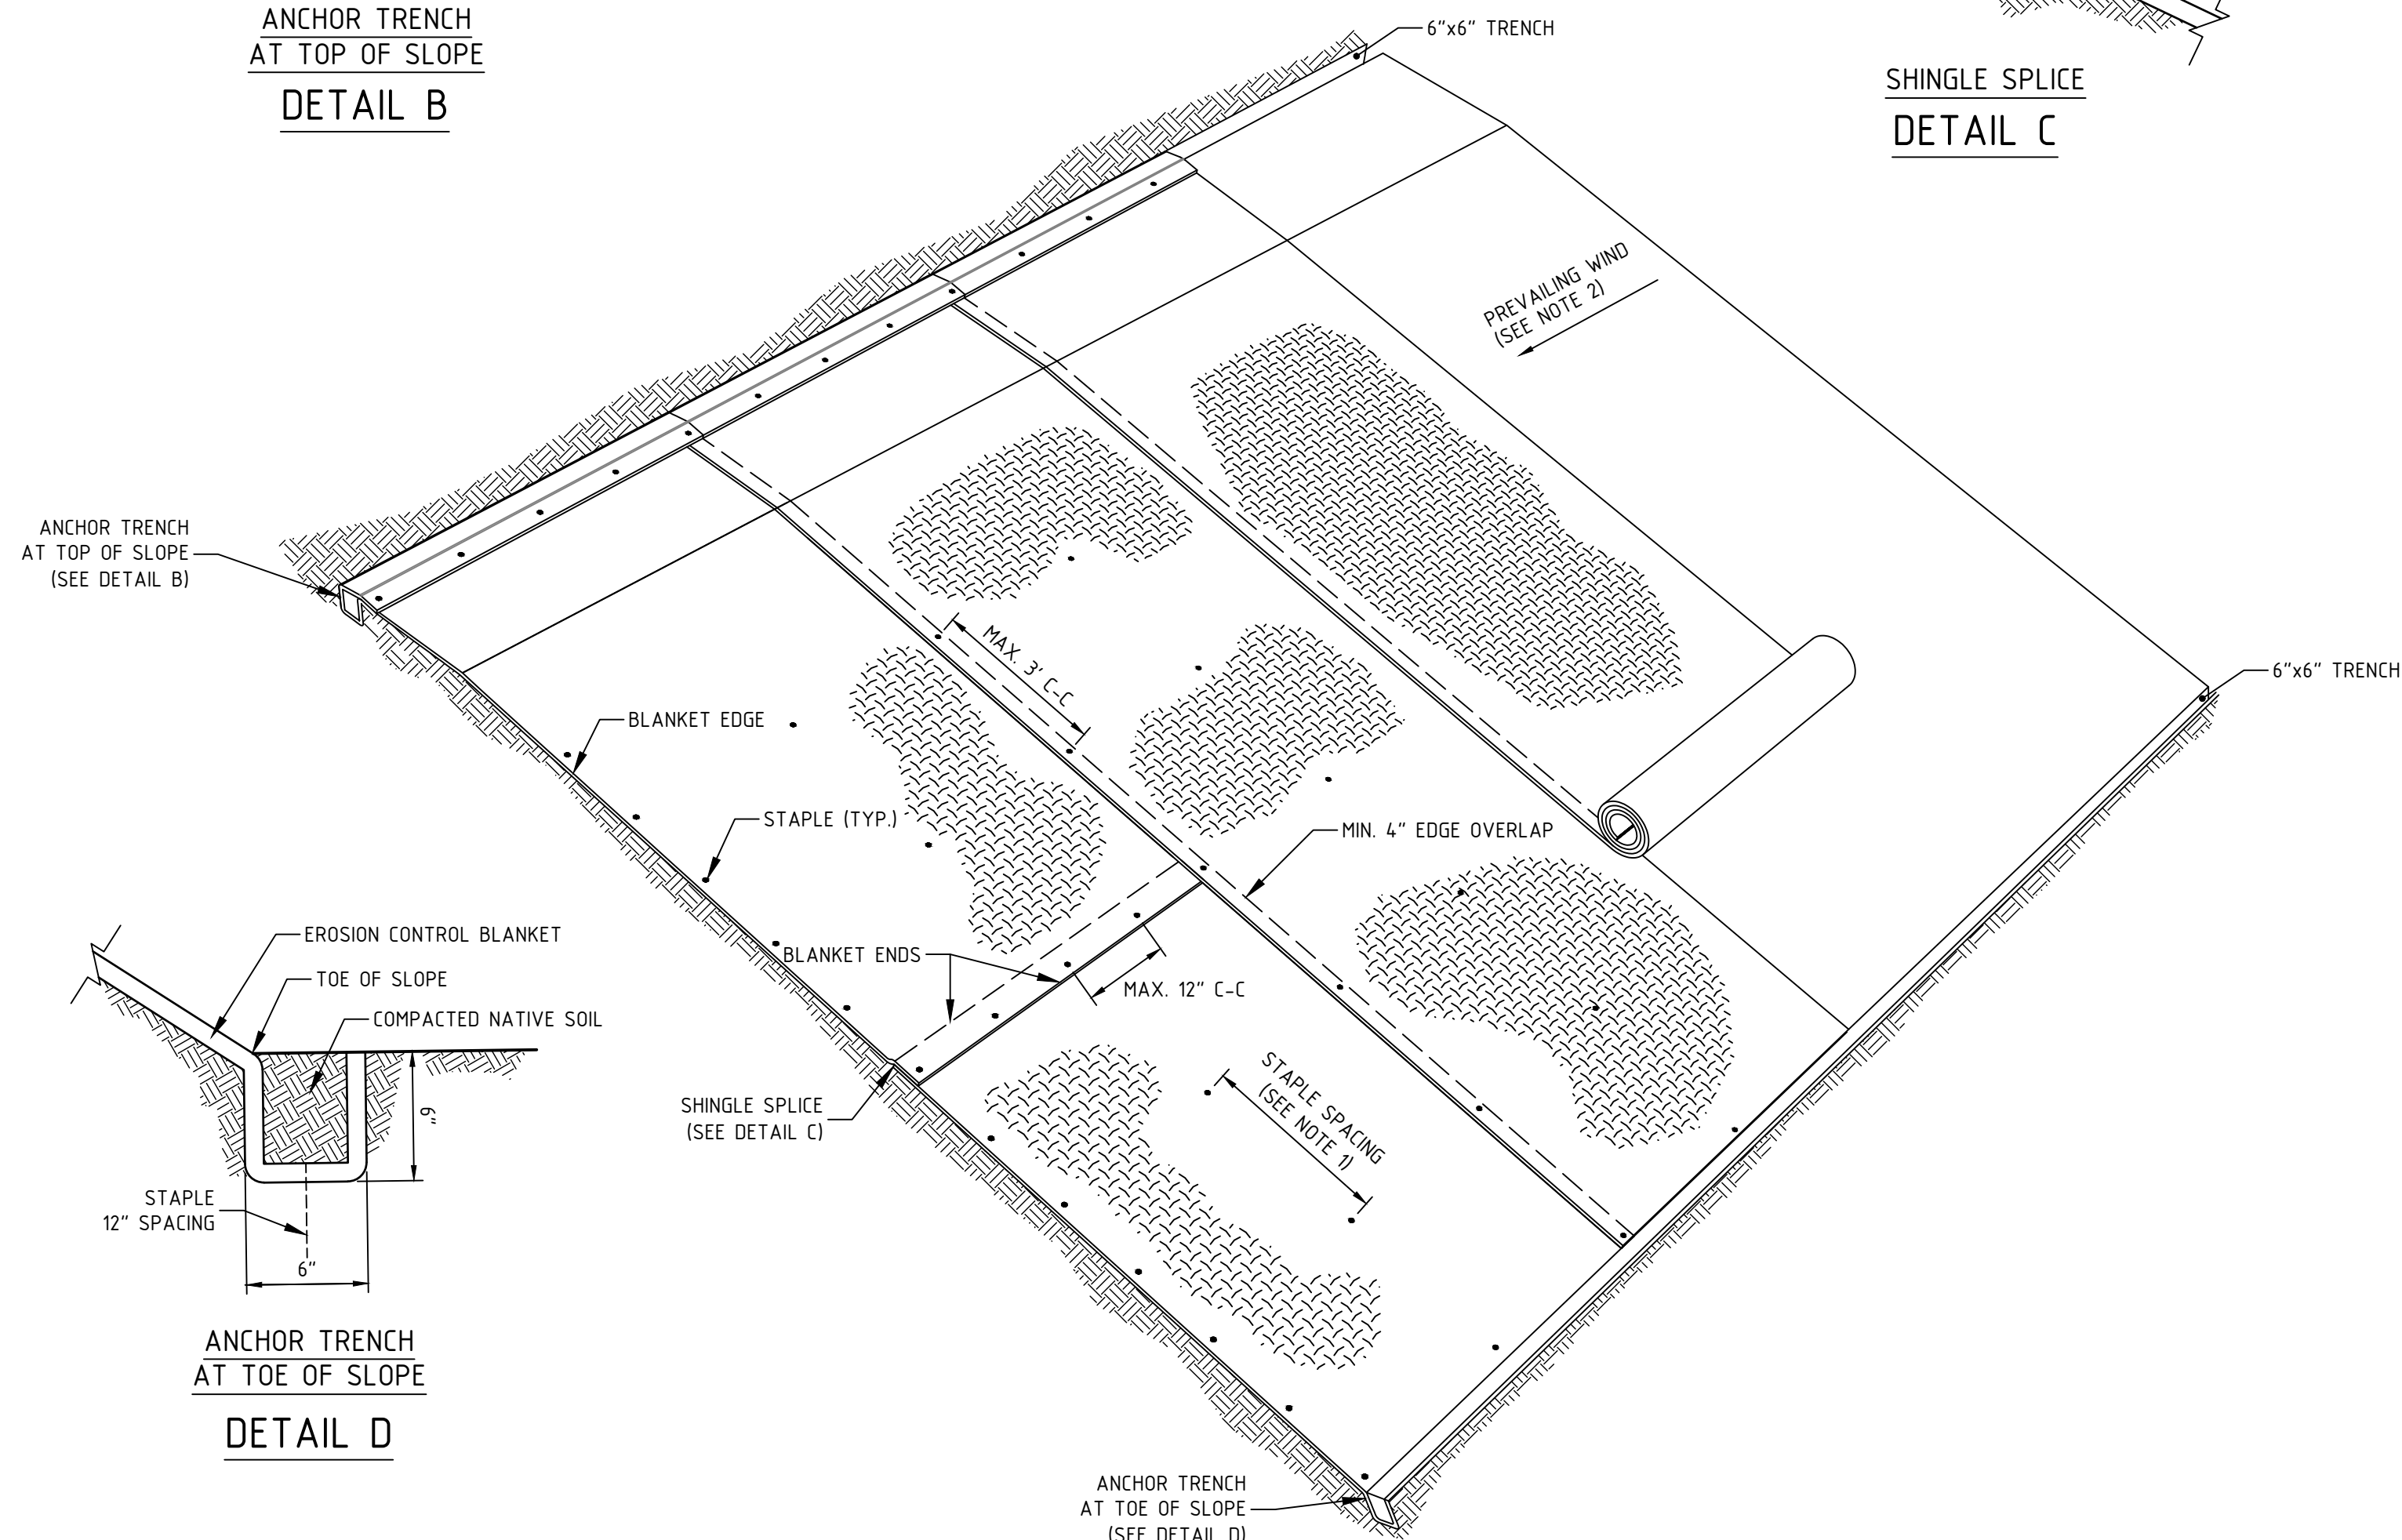 ANCHOR TRENCH
AT TOP OF SLOPE
DETAIL B
6"x6" TRENCH
SHINGLE SPLICE
DETAIL C
PREVAILING WIND
(SEE NOTE 2)
ANCHOR TRENCH
AT TOP OF SLOPE
(SEE DETAIL B)
MAX. 3' C-C
6"x6" TRENCH
BLANKET EDGE
STAPLE (TYP.)
MIN. 4" EDGE OVERLAP
EROSION CONTROL BLANKET
TOE OF SLOPE
COMPACTED NATIVE SOIL
BLANKET ENDS
MAX. 12" C-C
6"
STAPLE
12" SPACING
6"
SHINGLE SPLICE
(SEE DETAIL C)
STAPLE SPACING
(SEE NOTE 1)
ANCHOR TRENCH
AT TOE OF SLOPE
DETAIL D
ANCHOR TRENCH
AT TOE OF SLOPE
(SEE DETAIL D)